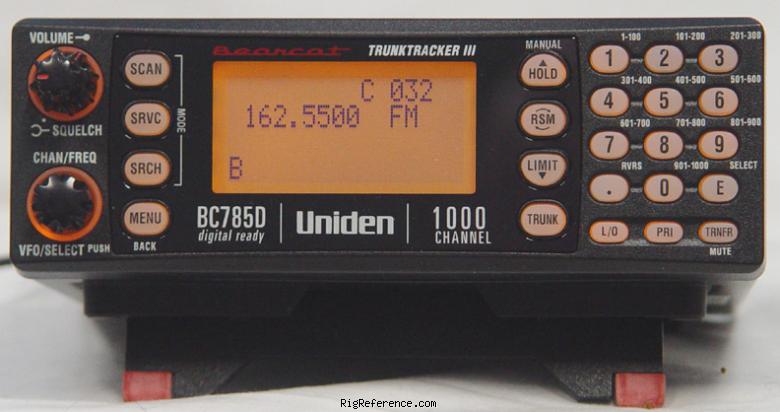 VOLUME
SQUELCH
CHAN/FREQ
VFO/SELECT PUSH
SCAN
SRVC
SRCH
MODE
MENU
BACK
Bearcat TRUNKTRACKER III
C 032
162.5500 FM
B
BC785D
digital ready
Uniden
1000
CHANNEL
MANUAL
HOLD
RSM
LIMIT
TRUNK
1-100 101-200 201-300
1 2 3
301-400 401-500 501-600
4 5 6
601-700 701-800 801-900
7 8 9
RVRS 901-1000 SELECT
. 0 E
L/O PRI TRNFR
MUTE
RigReference.com